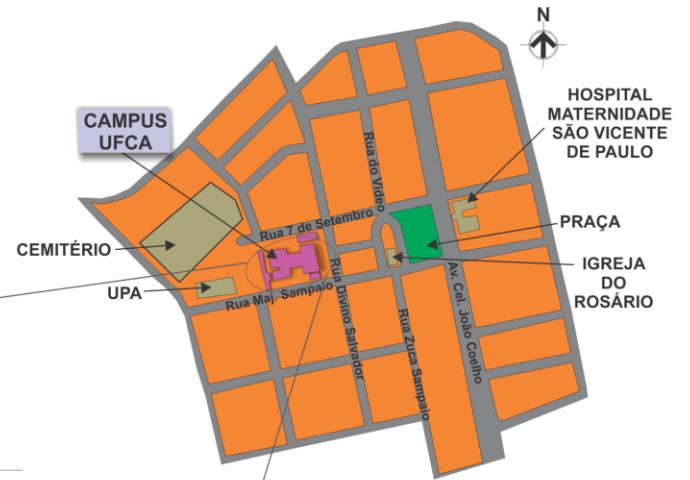 N
HOSPITAL
MATERNIDADE
SÃO VICENTE
DE PAULO
CAMPUS
UFCA
Rua do Vídeo
Rua 7 de Setembro
PRAÇA
CEMITÉRIO
IGREJA
DO
ROSÁRIO
UPA
Rua Maj. Sampaio
Rua Divino Salvador
Rua Zuca Sampaio
Av. Cel. João Coelho